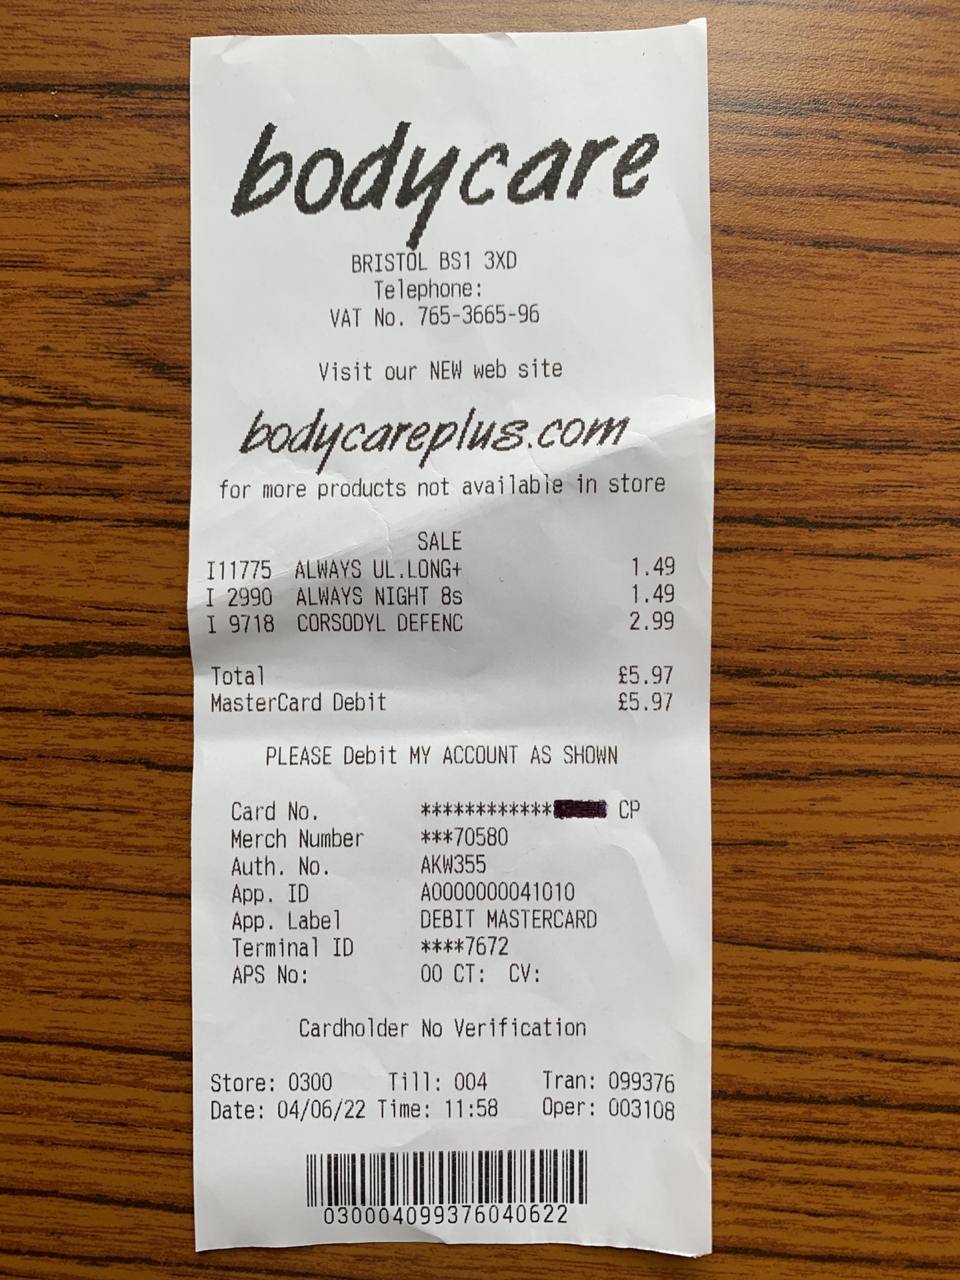 bodycare
BRISTOL BS1 3XD
Telephone:
VAT No. 765-3665-96
Visit our NEW web site
bodycareplus.com
for more products not available in store
SALE
I11775 ALWAYS UL.LONG+ 1.49
I 2990 ALWAYS NIGHT 8s 1.49
I 9718 CORSODYL DEFENC 2.99
Total £5.97
MasterCard Debit £5.97
PLEASE Debit MY ACCOUNT AS SHOWN
Card No. ************ CP
Merch Number ***70580
Auth. No. AKW355
App. ID A0000000041010
App. Label DEBIT MASTERCARD
Terminal ID ****7672
APS No: 00 CT: CV:
Cardholder No Verification
Store: 0300 Till: 004 Tran: 099376
Date: 04/06/22 Time: 11:58 Oper: 003108
030004099376040622